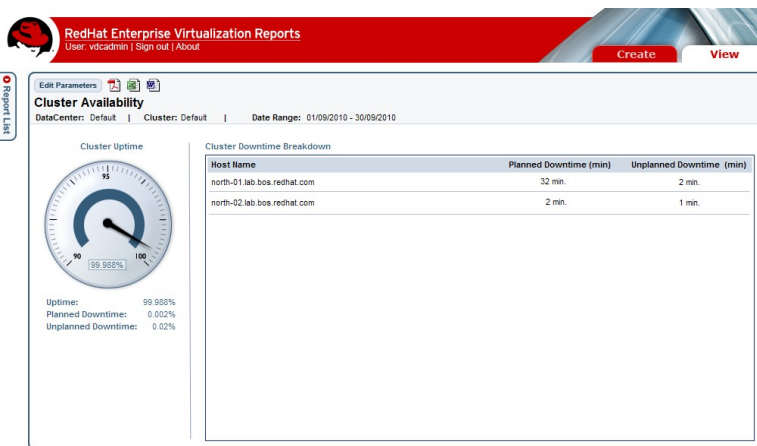 RedHat Enterprise Virtualization Reports
User: vdcadmin | Sign out | About
Create
View
Report List
Edit Parameters
Cluster Availability
DataCenter: Default | Cluster: Default | Date Range: 01/09/2010 - 30/09/2010
Cluster Uptime
95
90
100
99.988%
Uptime: 99.988%
Planned Downtime: 0.002%
Unplanned Downtime: 0.02%
Cluster Downtime Breakdown
Host Name Planned Downtime (min) Unplanned Downtime (min)
north-01.lab.bos.redhat.com 32 min. 2 min.
north-02.lab.bos.redhat.com 2 min. 1 min.